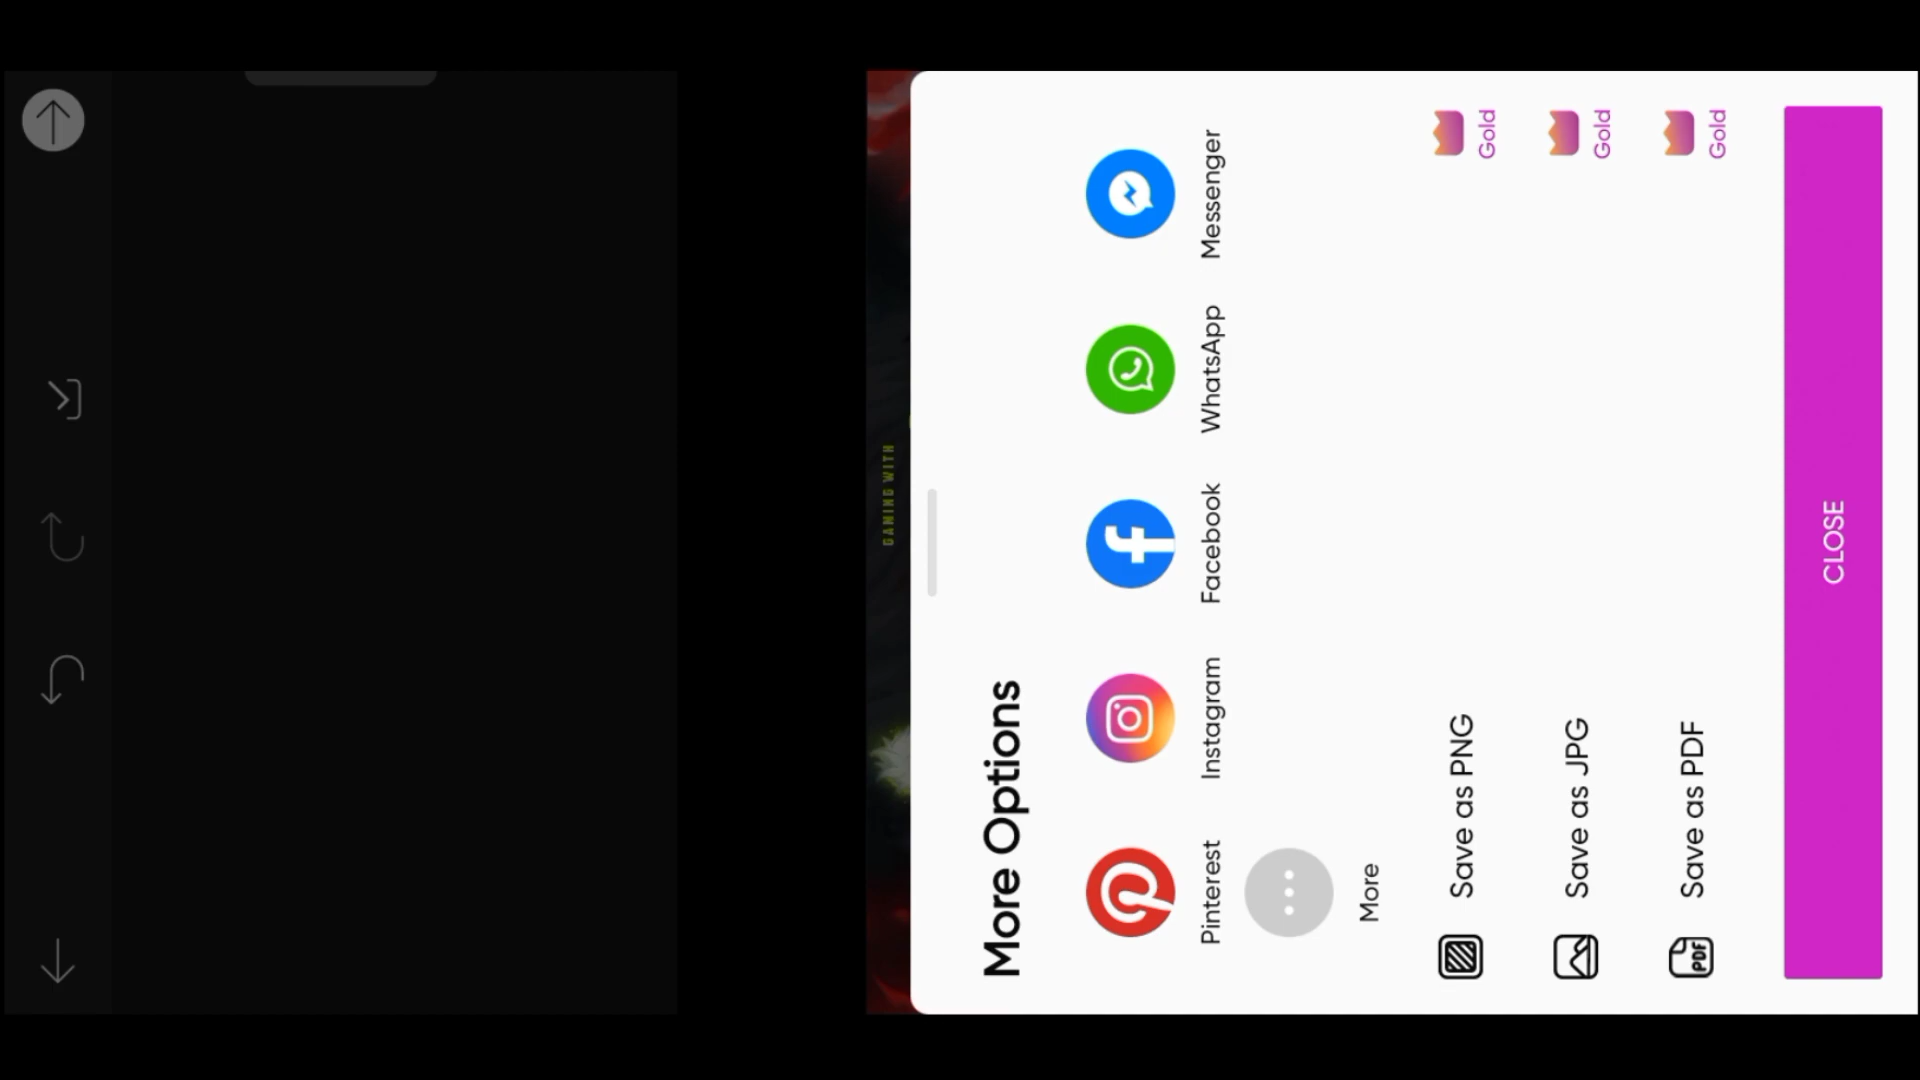 GAMING WITH
More Options
Pinterest
Instagram
Facebook
WhatsApp
Messenger
More
Save as PNG
Gold
Save as JPG
Gold
PDF
Save as PDF
Gold
CLOSE